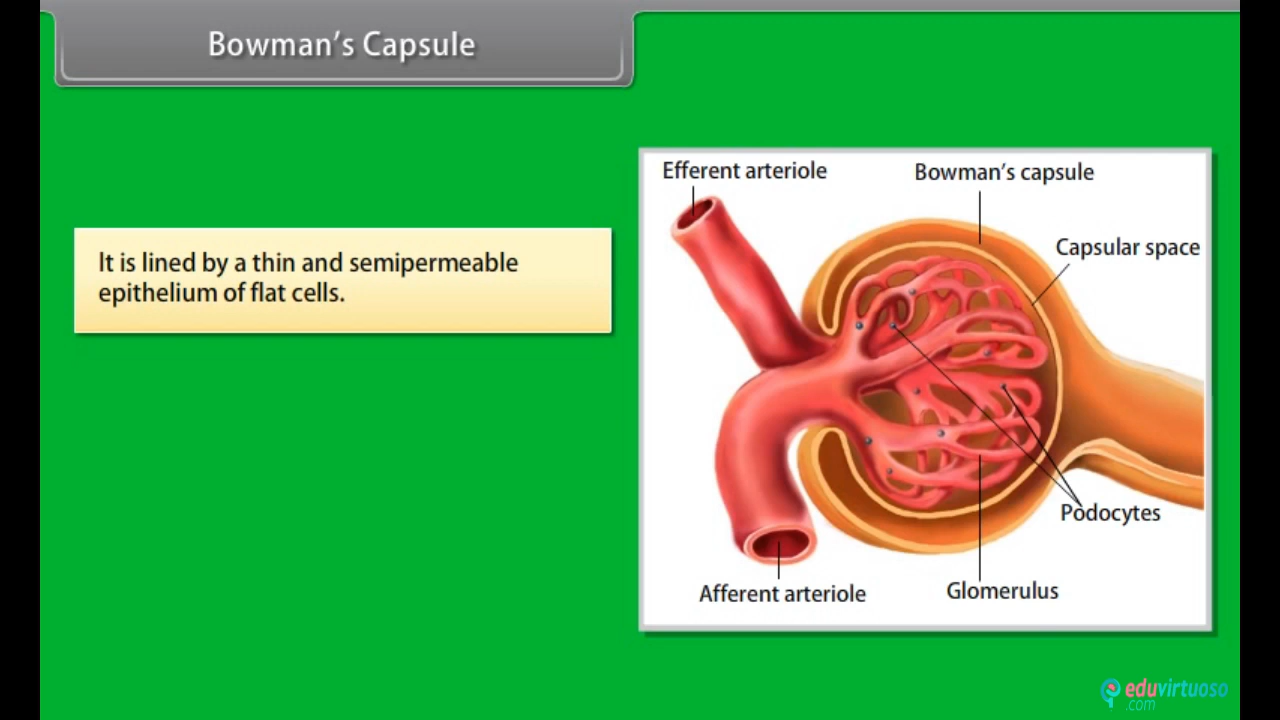 Bowman's Capsule
It is lined by a thin and semipermeable
epithelium of flat cells.
Efferent arteriole
Bowman's capsule
Capsular space
Podocytes
Afferent arteriole
Glomerulus
eduvirtuoso
.com